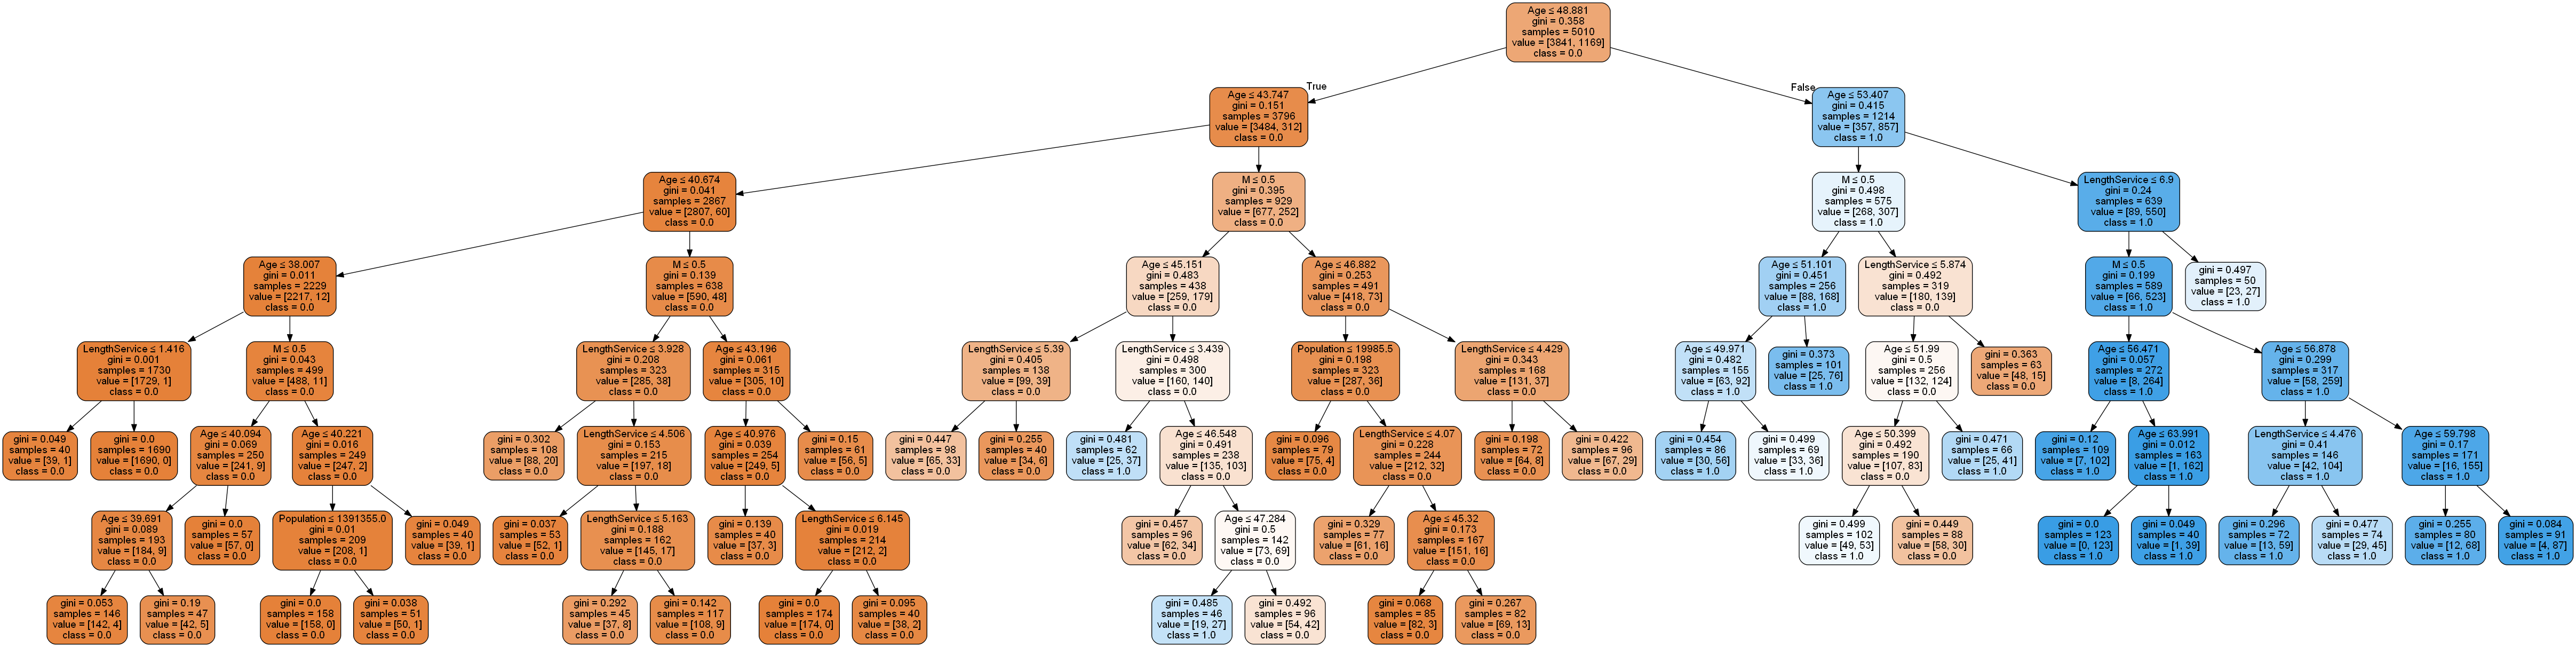 Age ≤ 48.881
gini = 0.358
samples = 5010
value = [3841, 1169]
class = 0.0
True
False
Age ≤ 43.747
gini = 0.151
samples = 3796
value = [3484, 312]
class = 0.0
Age ≤ 53.407
gini = 0.415
samples = 1214
value = [357, 857]
class = 1.0
Age ≤ 40.674
gini = 0.041
samples = 2867
value = [2807, 60]
class = 0.0
M ≤ 0.5
gini = 0.395
samples = 929
value = [677, 252]
class = 0.0
M ≤ 0.5
gini = 0.498
samples = 575
value = [268, 307]
class = 1.0
LengthService ≤ 6.9
gini = 0.24
samples = 639
value = [89, 550]
class = 1.0
Age ≤ 38.007
gini = 0.011
samples = 2229
value = [2217, 12]
class = 0.0
M ≤ 0.5
gini = 0.139
samples = 638
value = [590, 48]
class = 0.0
Age ≤ 45.151
gini = 0.483
samples = 438
value = [259, 179]
class = 0.0
Age ≤ 46.882
gini = 0.253
samples = 491
value = [418, 73]
class = 0.0
Age ≤ 51.101
gini = 0.451
samples = 256
value = [88, 168]
class = 1.0
LengthService ≤ 5.874
gini = 0.492
samples = 319
value = [180, 139]
class = 0.0
M ≤ 0.5
gini = 0.199
samples = 589
value = [66, 523]
class = 1.0
gini = 0.497
samples = 50
value = [23, 27]
class = 1.0
LengthService ≤ 1.416
gini = 0.001
samples = 1730
value = [1729, 1]
class = 0.0
M ≤ 0.5
gini = 0.043
samples = 499
value = [488, 11]
class = 0.0
LengthService ≤ 3.928
gini = 0.208
samples = 323
value = [285, 38]
class = 0.0
Age ≤ 43.196
gini = 0.061
samples = 315
value = [305, 10]
class = 0.0
LengthService ≤ 5.39
gini = 0.405
samples = 138
value = [99, 39]
class = 0.0
LengthService ≤ 3.439
gini = 0.498
samples = 300
value = [160, 140]
class = 0.0
Population ≤ 19985.5
gini = 0.198
samples = 323
value = [287, 36]
class = 0.0
LengthService ≤ 4.429
gini = 0.343
samples = 168
value = [131, 37]
class = 0.0
Age ≤ 49.971
gini = 0.482
samples = 155
value = [63, 92]
class = 1.0
gini = 0.373
samples = 101
value = [25, 76]
class = 1.0
Age ≤ 51.99
gini = 0.5
samples = 256
value = [132, 124]
class = 0.0
gini = 0.363
samples = 63
value = [48, 15]
class = 0.0
Age ≤ 56.471
gini = 0.057
samples = 272
value = [8, 264]
class = 1.0
Age ≤ 56.878
gini = 0.299
samples = 317
value = [58, 259]
class = 1.0
gini = 0.049
samples = 40
value = [39, 1]
class = 0.0
gini = 0.0
samples = 1690
value = [1690, 0]
class = 0.0
Age ≤ 40.094
gini = 0.069
samples = 250
value = [241, 9]
class = 0.0
Age ≤ 40.221
gini = 0.016
samples = 249
value = [247, 2]
class = 0.0
gini = 0.302
samples = 108
value = [88, 20]
class = 0.0
LengthService ≤ 4.506
gini = 0.153
samples = 215
value = [197, 18]
class = 0.0
Age ≤ 40.976
gini = 0.039
samples = 254
value = [249, 5]
class = 0.0
gini = 0.15
samples = 61
value = [56, 5]
class = 0.0
gini = 0.447
samples = 98
value = [65, 33]
class = 0.0
gini = 0.255
samples = 40
value = [34, 6]
class = 0.0
gini = 0.481
samples = 62
value = [25, 37]
class = 1.0
Age ≤ 46.548
gini = 0.491
samples = 238
value = [135, 103]
class = 0.0
gini = 0.096
samples = 79
value = [75, 4]
class = 0.0
LengthService ≤ 4.07
gini = 0.228
samples = 244
value = [212, 32]
class = 0.0
gini = 0.198
samples = 72
value = [64, 8]
class = 0.0
gini = 0.422
samples = 96
value = [67, 29]
class = 0.0
gini = 0.454
samples = 86
value = [30, 56]
class = 1.0
gini = 0.499
samples = 69
value = [33, 36]
class = 1.0
Age ≤ 50.399
gini = 0.492
samples = 190
value = [107, 83]
class = 0.0
gini = 0.471
samples = 66
value = [25, 41]
class = 1.0
gini = 0.12
samples = 109
value = [7, 102]
class = 1.0
Age ≤ 63.991
gini = 0.012
samples = 163
value = [1, 162]
class = 1.0
LengthService ≤ 4.476
gini = 0.41
samples = 146
value = [42, 104]
class = 1.0
Age ≤ 59.798
gini = 0.17
samples = 171
value = [16, 155]
class = 1.0
Age ≤ 39.691
gini = 0.089
samples = 193
value = [184, 9]
class = 0.0
gini = 0.0
samples = 57
value = [57, 0]
class = 0.0
Population ≤ 1391355.0
gini = 0.01
samples = 209
value = [208, 1]
class = 0.0
gini = 0.049
samples = 40
value = [39, 1]
class = 0.0
gini = 0.037
samples = 53
value = [52, 1]
class = 0.0
LengthService ≤ 5.163
gini = 0.188
samples = 162
value = [145, 17]
class = 0.0
gini = 0.139
samples = 40
value = [37, 3]
class = 0.0
LengthService ≤ 6.145
gini = 0.019
samples = 214
value = [212, 2]
class = 0.0
gini = 0.457
samples = 96
value = [62, 34]
class = 0.0
Age ≤ 47.284
gini = 0.5
samples = 142
value = [73, 69]
class = 0.0
gini = 0.329
samples = 77
value = [61, 16]
class = 0.0
Age ≤ 45.32
gini = 0.173
samples = 167
value = [151, 16]
class = 0.0
gini = 0.499
samples = 102
value = [49, 53]
class = 1.0
gini = 0.449
samples = 88
value = [58, 30]
class = 0.0
gini = 0.0
samples = 123
value = [0, 123]
class = 1.0
gini = 0.049
samples = 40
value = [1, 39]
class = 1.0
gini = 0.296
samples = 72
value = [13, 59]
class = 1.0
gini = 0.477
samples = 74
value = [29, 45]
class = 1.0
gini = 0.255
samples = 80
value = [12, 68]
class = 1.0
gini = 0.084
samples = 91
value = [4, 87]
class = 1.0
gini = 0.053
samples = 146
value = [142, 4]
class = 0.0
gini = 0.19
samples = 47
value = [42, 5]
class = 0.0
gini = 0.0
samples = 158
value = [158, 0]
class = 0.0
gini = 0.038
samples = 51
value = [50, 1]
class = 0.0
gini = 0.292
samples = 45
value = [37, 8]
class = 0.0
gini = 0.142
samples = 117
value = [108, 9]
class = 0.0
gini = 0.0
samples = 174
value = [174, 0]
class = 0.0
gini = 0.095
samples = 40
value = [38, 2]
class = 0.0
gini = 0.485
samples = 46
value = [19, 27]
class = 1.0
gini = 0.492
samples = 96
value = [54, 42]
class = 0.0
gini = 0.068
samples = 85
value = [82, 3]
class = 0.0
gini = 0.267
samples = 82
value = [69, 13]
class = 0.0